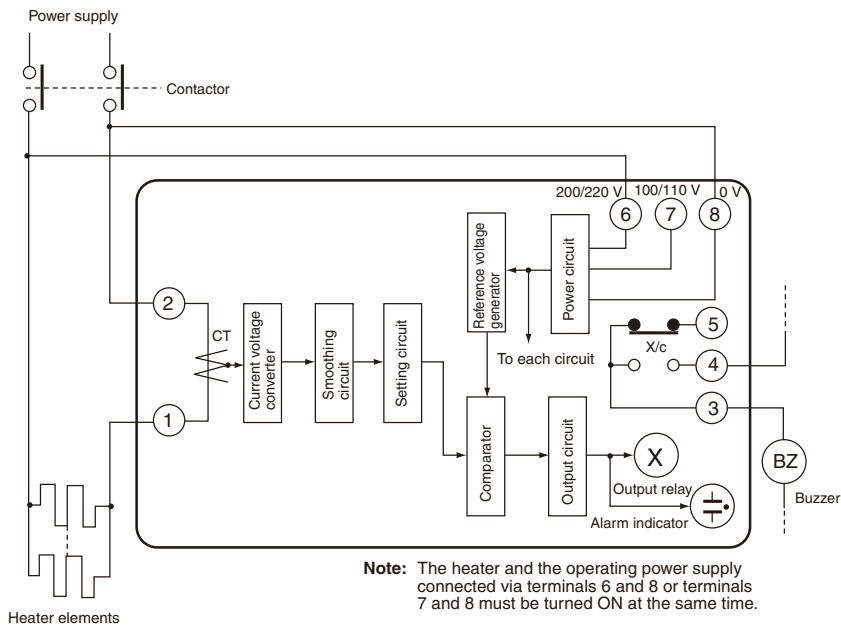 Power supply
Contactor
200/220 V
100/110 V
0 V
6
7
8
Reference voltage
generator
Power circuit
To each circuit
2
CT
1
Current voltage
converter
Smoothing
circuit
Setting circuit
Comparator
Output circuit
5
X/c
4
3
X
Output relay
Alarm indicator
BZ
Buzzer
Heater elements
Note: The heater and the operating power supply
connected via terminals 6 and 8 or terminals
7 and 8 must be turned ON at the same time.